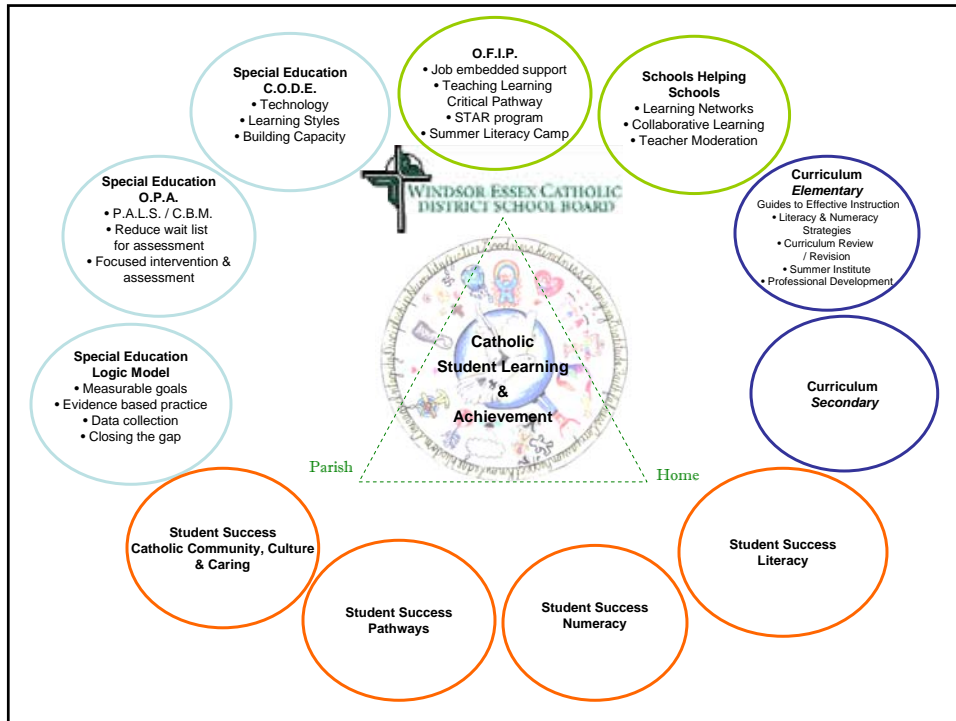 O.F.I.P.
• Job embedded support
• Teaching Learning
Critical Pathway
• STAR program
• Summer Literacy Camp
Schools Helping
Schools
• Learning Networks
• Collaborative Learning
• Teacher Moderation
Curriculum
Elementary
Guides to Effective Instruction
• Literacy & Numeracy
Strategies
• Curriculum Review
/ Revision
• Summer Institute
• Professional Development
Curriculum
Secondary
Student Success
Literacy
Student Success
Numeracy
Student Success
Pathways
Student Success
Catholic Community, Culture
& Caring
Special Education
Logic Model
• Measurable goals
• Evidence based practice
• Data collection
• Closing the gap
Special Education
O.P.A.
• P.A.L.S. / C.B.M.
• Reduce wait list
for assessment
• Focused intervention &
assessment
Special Education
C.O.D.E.
• Technology
• Learning Styles
• Building Capacity
WINDSOR ESSEX CATHOLIC
DISTRICT SCHOOL BOARD
Catholic
Student Learning
&
Achievement
Parish
Home